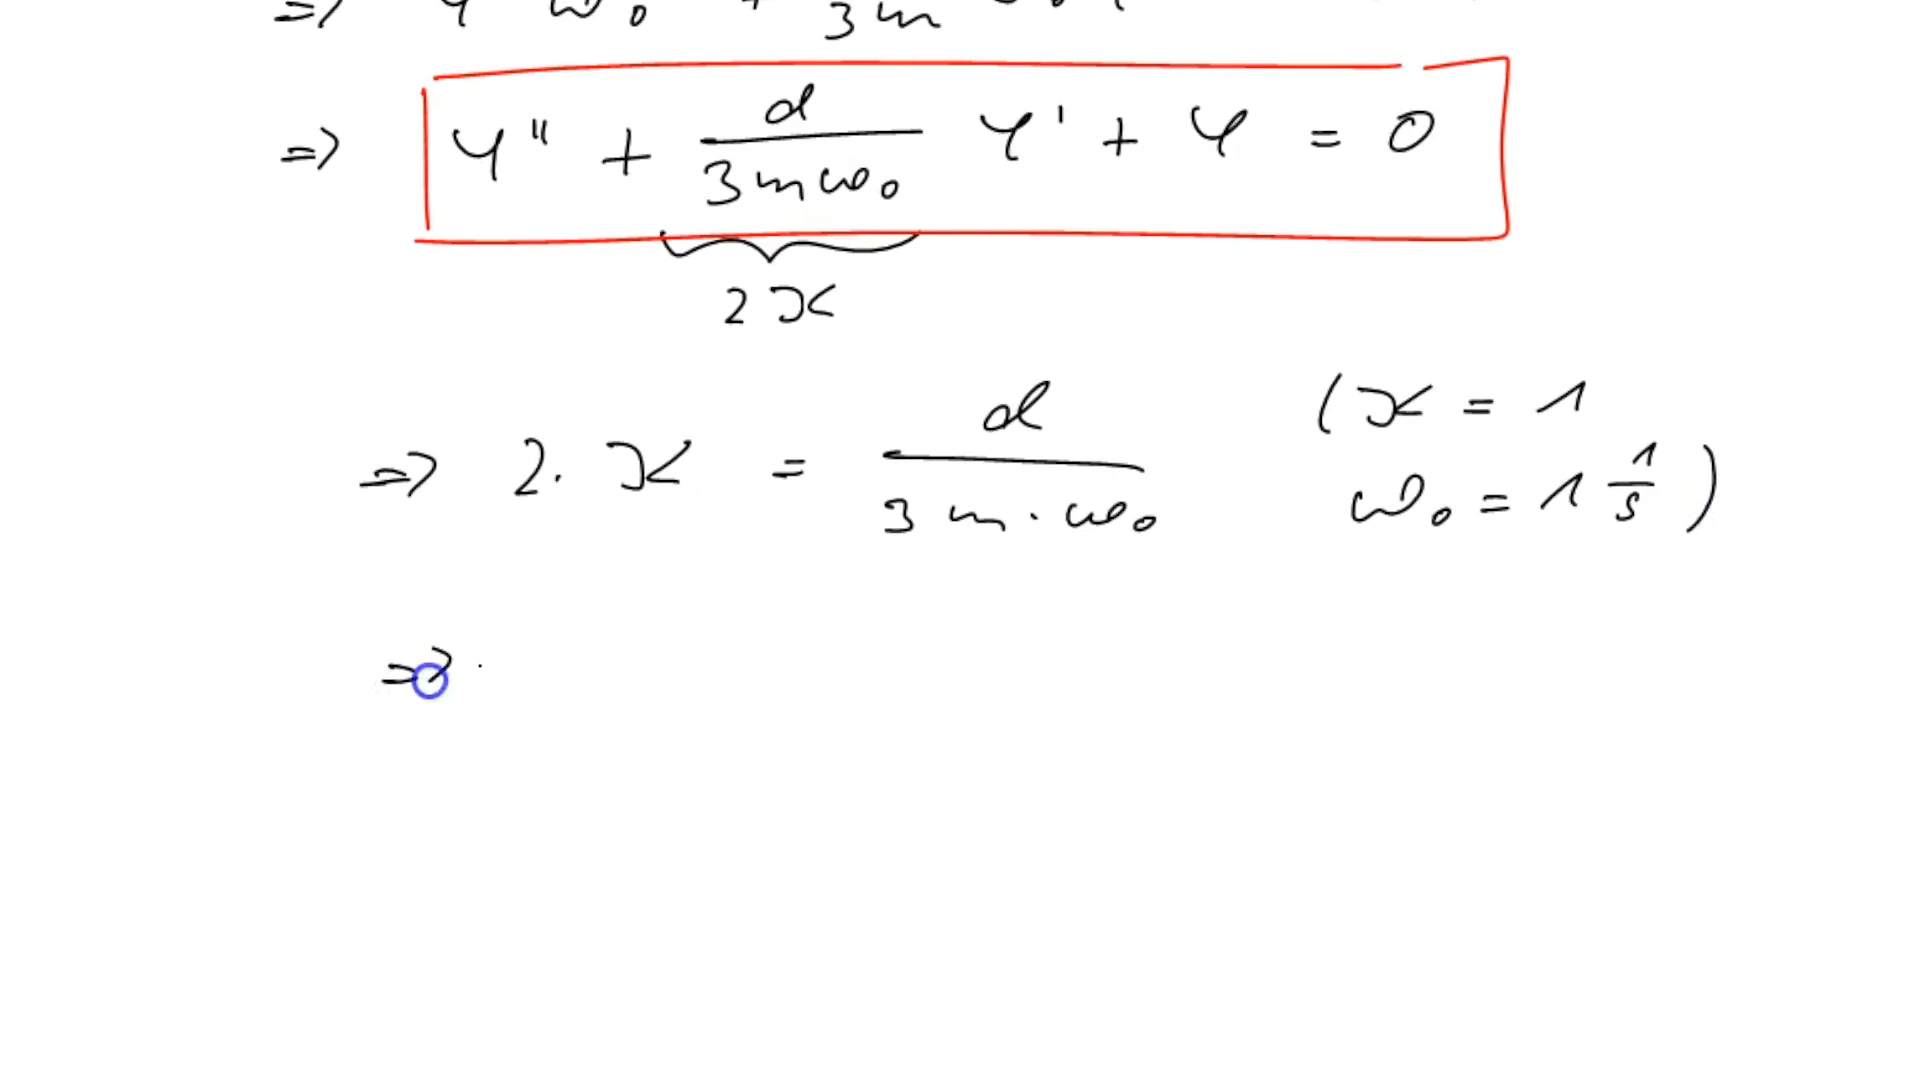 => φ'' + d/(3mω₀) φ' + φ = 0
2ϰ
=> 2·ϰ = d/(3m·ω₀) (ϰ = 1
ω₀ = 1 1/s)
=>